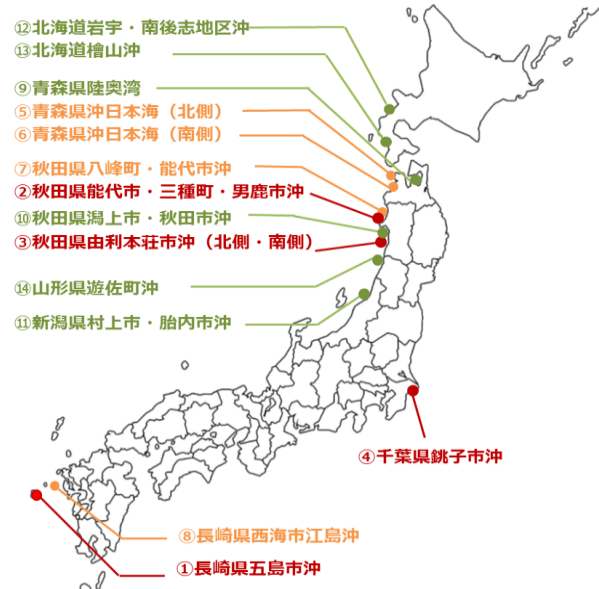 ⑫北海道岩宇・南後志地区沖
⑬北海道檜山沖
⑨青森県陸奥湾
⑤青森県沖日本海（北側）
⑥青森県沖日本海（南側）
⑦秋田県八峰町・能代市沖
②秋田県能代市・三種町・男鹿市沖
⑩秋田県潟上市・秋田市沖
③秋田県由利本荘市沖（北側・南側）
⑭山形県遊佐町沖
⑪新潟県村上市・胎内市沖
④千葉県銚子市沖
⑧長崎県西海市江島沖
①長崎県五島市沖